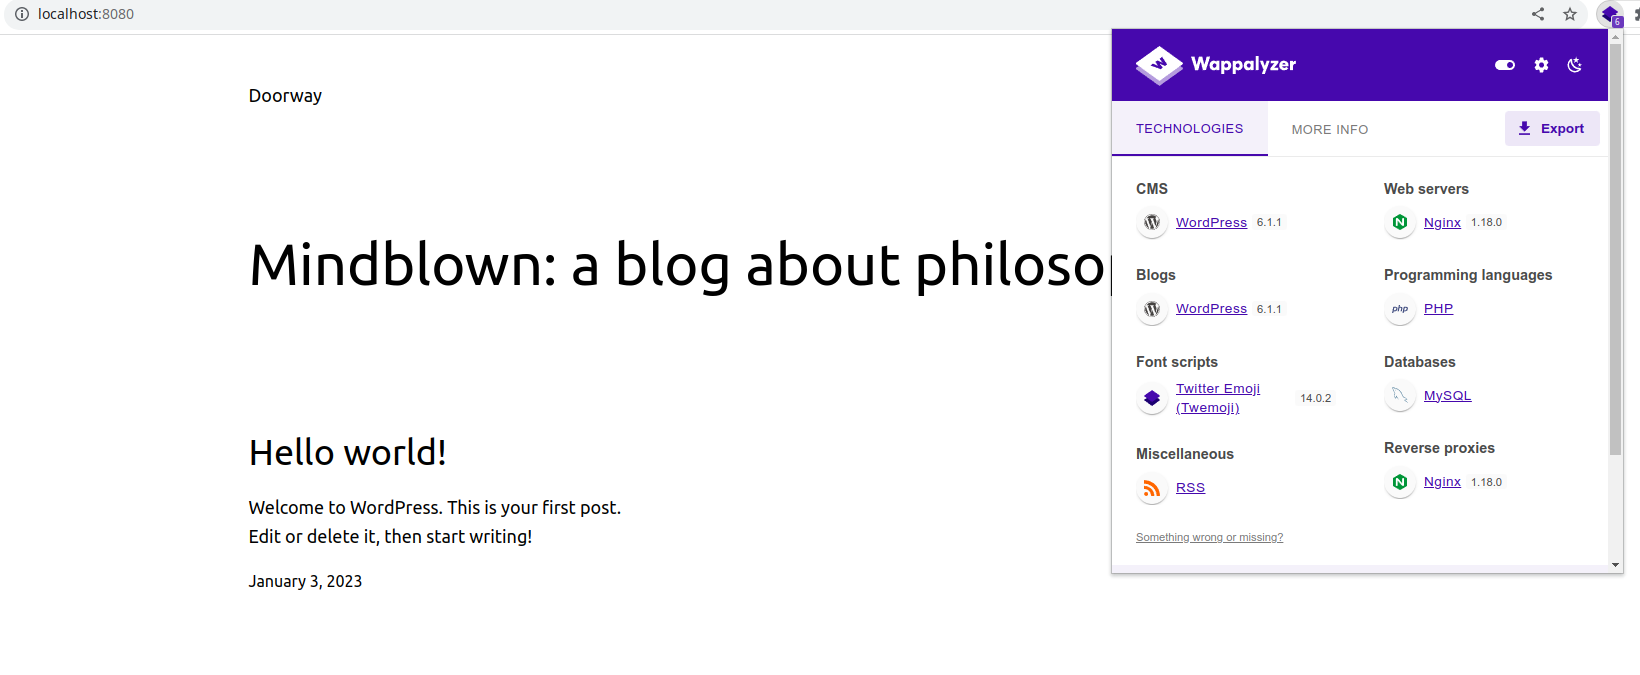 localhost:8080
6
Doorway
Mindblown: a blog about philosop
Hello world!
Welcome to WordPress. This is your first post.
Edit or delete it, then start writing!
January 3, 2023
Wappalyzer
TECHNOLOGIES
MORE INFO
Export
CMS
WordPress 6.1.1
Blogs
WordPress 6.1.1
Font scripts
Twitter Emoji
(Twemoji) 14.0.2
Miscellaneous
RSS
Web servers
Nginx 1.18.0
Programming languages
php PHP
Databases
MySQL
Reverse proxies
Nginx 1.18.0
Something wrong or missing?